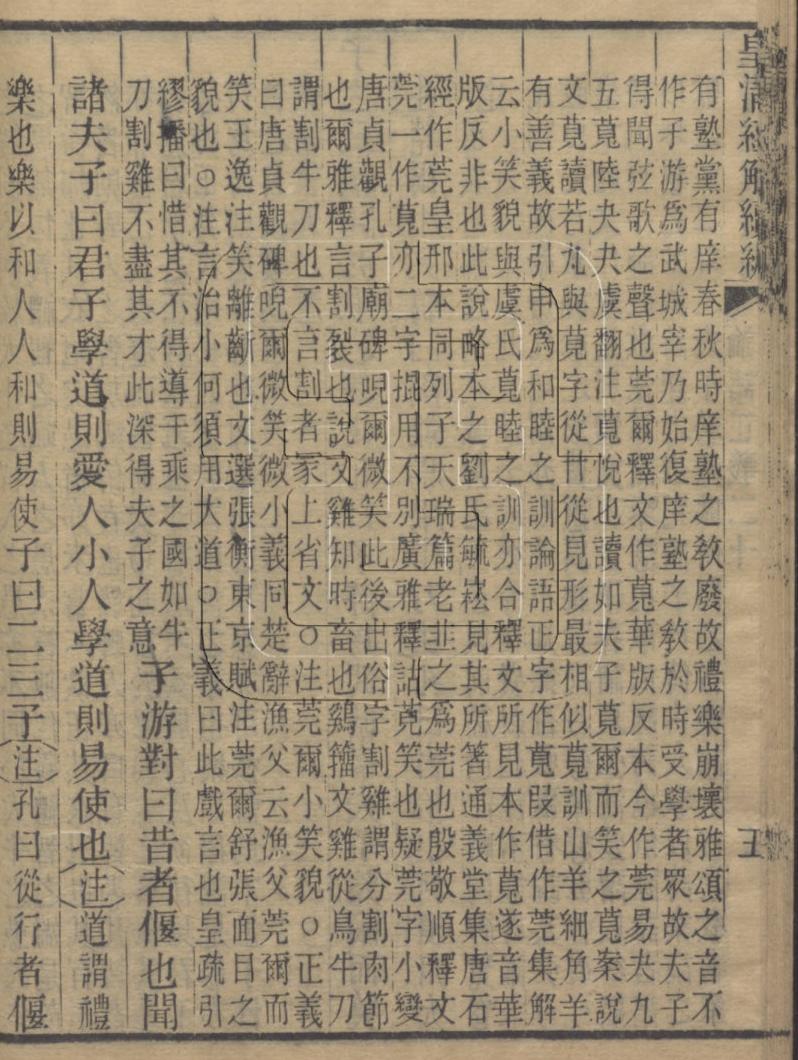 皇清經解續編
五
有塾黨有庠春秋時庠塾之教廢故禮樂崩壞雅頌之音不
作子游爲武城宰乃始復庠塾之教於時受學者眾故夫子
得聞弦歌之聲也莞爾釋文作莧華版反本今作莞易夬九
五莧陸夬夬虞翻注莧悅也讀如夫子莧爾而笑之莧案說
文莧讀若丸與莧字從艹從見形最相似莧訓山羊細角羊
有善義故引申爲和睦之訓論語正字作莧叚借作莞集解
云小笑貌與虞氏莧睦之訓亦合釋文所見本作莧遂音華
版反非也此說略本之劉氏毓崧見其所箸通義堂集唐石
經作莞皇邢本同列子天瑞篇老韭之爲莞也殷敬順釋文
莞一作莧亦二字掍用不別廣雅釋詁莧笑也疑莞字小變
唐貞觀孔子廟碑哯爾微笑此後出俗字割雞謂分割肉節
也爾雅釋言割裂也說文雞知時畜也鷄籀文雞從鳥牛刀
謂割牛刀也不言割者家上省文○注莞爾小笑貌○正義
曰唐貞觀碑哯爾微笑微小義同楚辭漁父云漁父莞爾而
笑王逸注笑離齗也文選張衡東京賦注莞爾舒張面目之
貌也○注言治小何須用大道○正義曰此戲言也皇疏引
繆播曰惜其不得導千乘之國如牛
刀割雞不盡其才此深得夫子之意
子游對曰昔者偃也聞
諸夫子曰君子學道則愛人小人學道則易使也注道謂禮
樂也樂以和人人和則易使子曰二三子注孔曰從行者偃